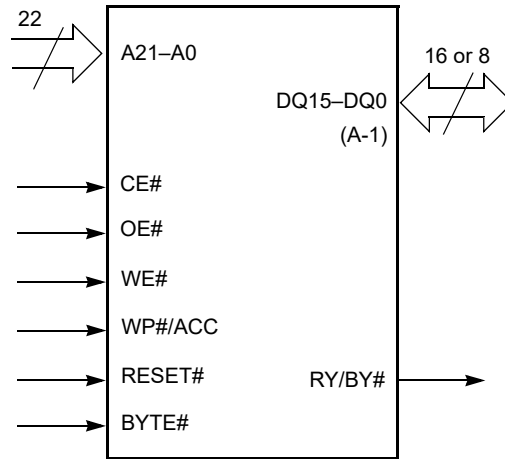 22
A21–A0
16 or 8
DQ15–DQ0
(A-1)
CE#
OE#
WE#
WP#/ACC
RESET#
RY/BY#
BYTE#